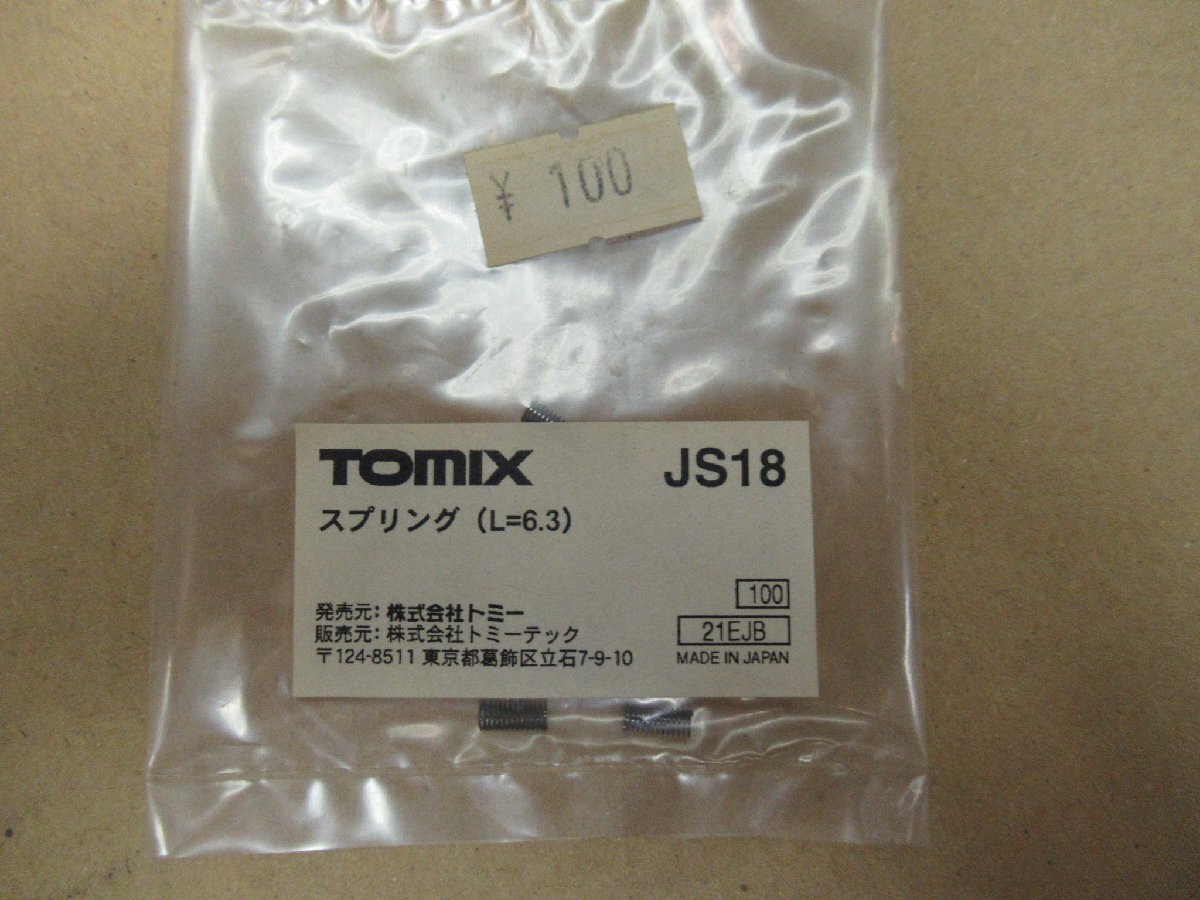 ¥ 100
TOMIX JS18
スプリング（L=6.3）
100
発売元：株式会社トミー
21EJB
販売元：株式会社トミーテック
〒124-8511 東京都葛飾区立石7-9-10
MADE IN JAPAN